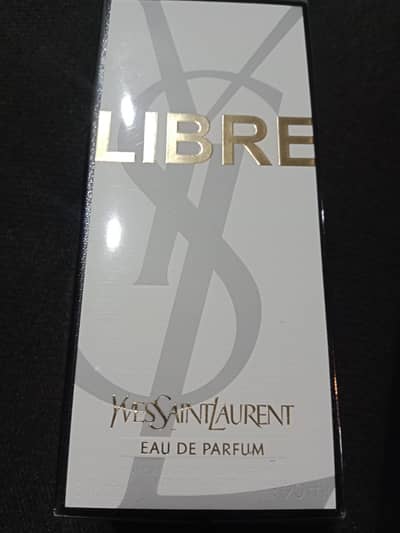 LIBRE
YVESSAINTLAURENT
EAU DE PARFUM